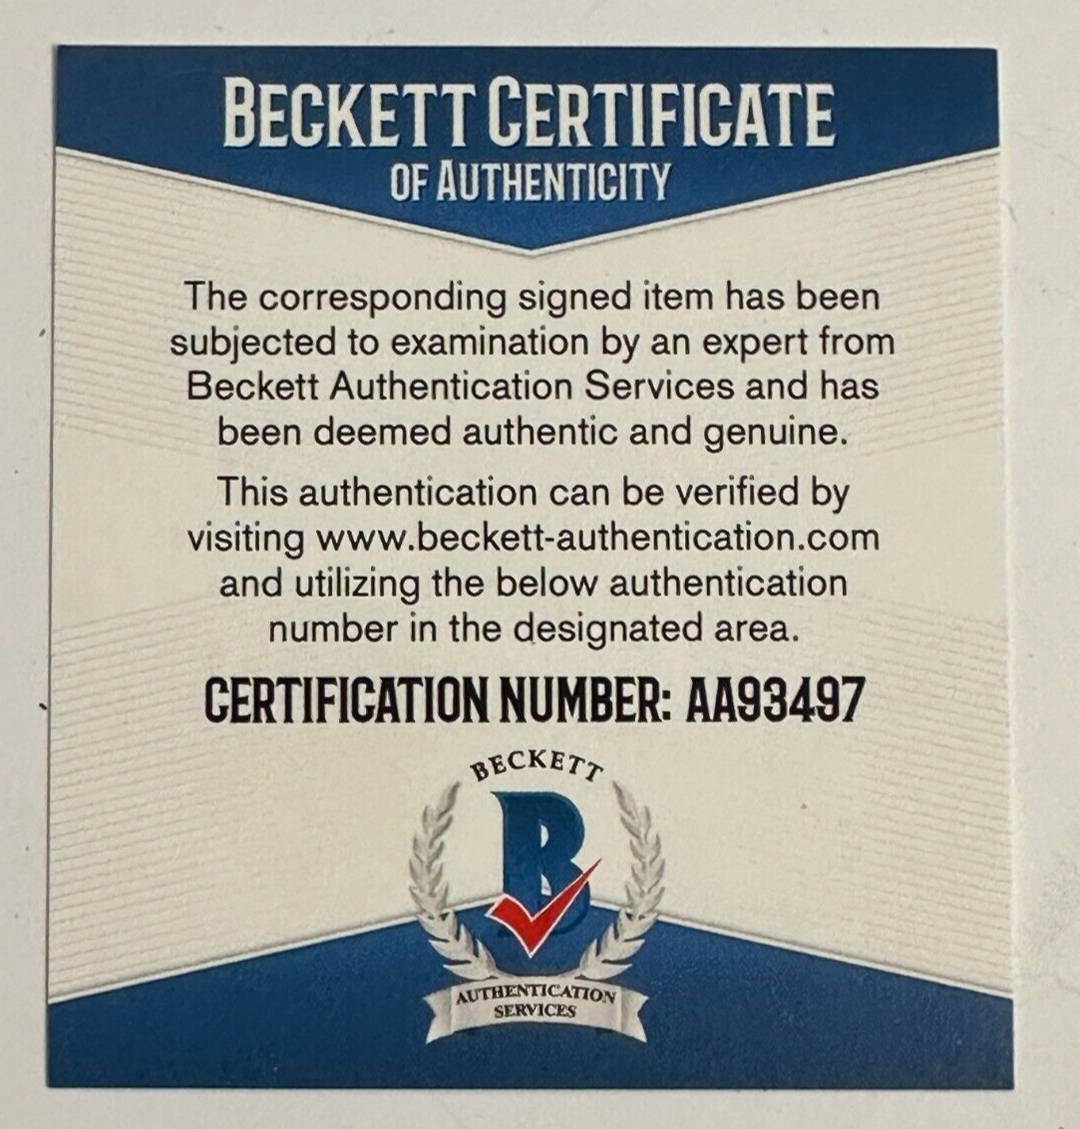 BECKETT CERTIFICATE
OF AUTHENTICITY
The corresponding signed item has been
subjected to examination by an expert from
Beckett Authentication Services and has
been deemed authentic and genuine.
This authentication can be verified by
visiting www.beckett-authentication.com
and utilizing the below authentication
number in the designated area.
CERTIFICATION NUMBER: AA93497
BECKETT
B
AUTHENTICATION
SERVICES